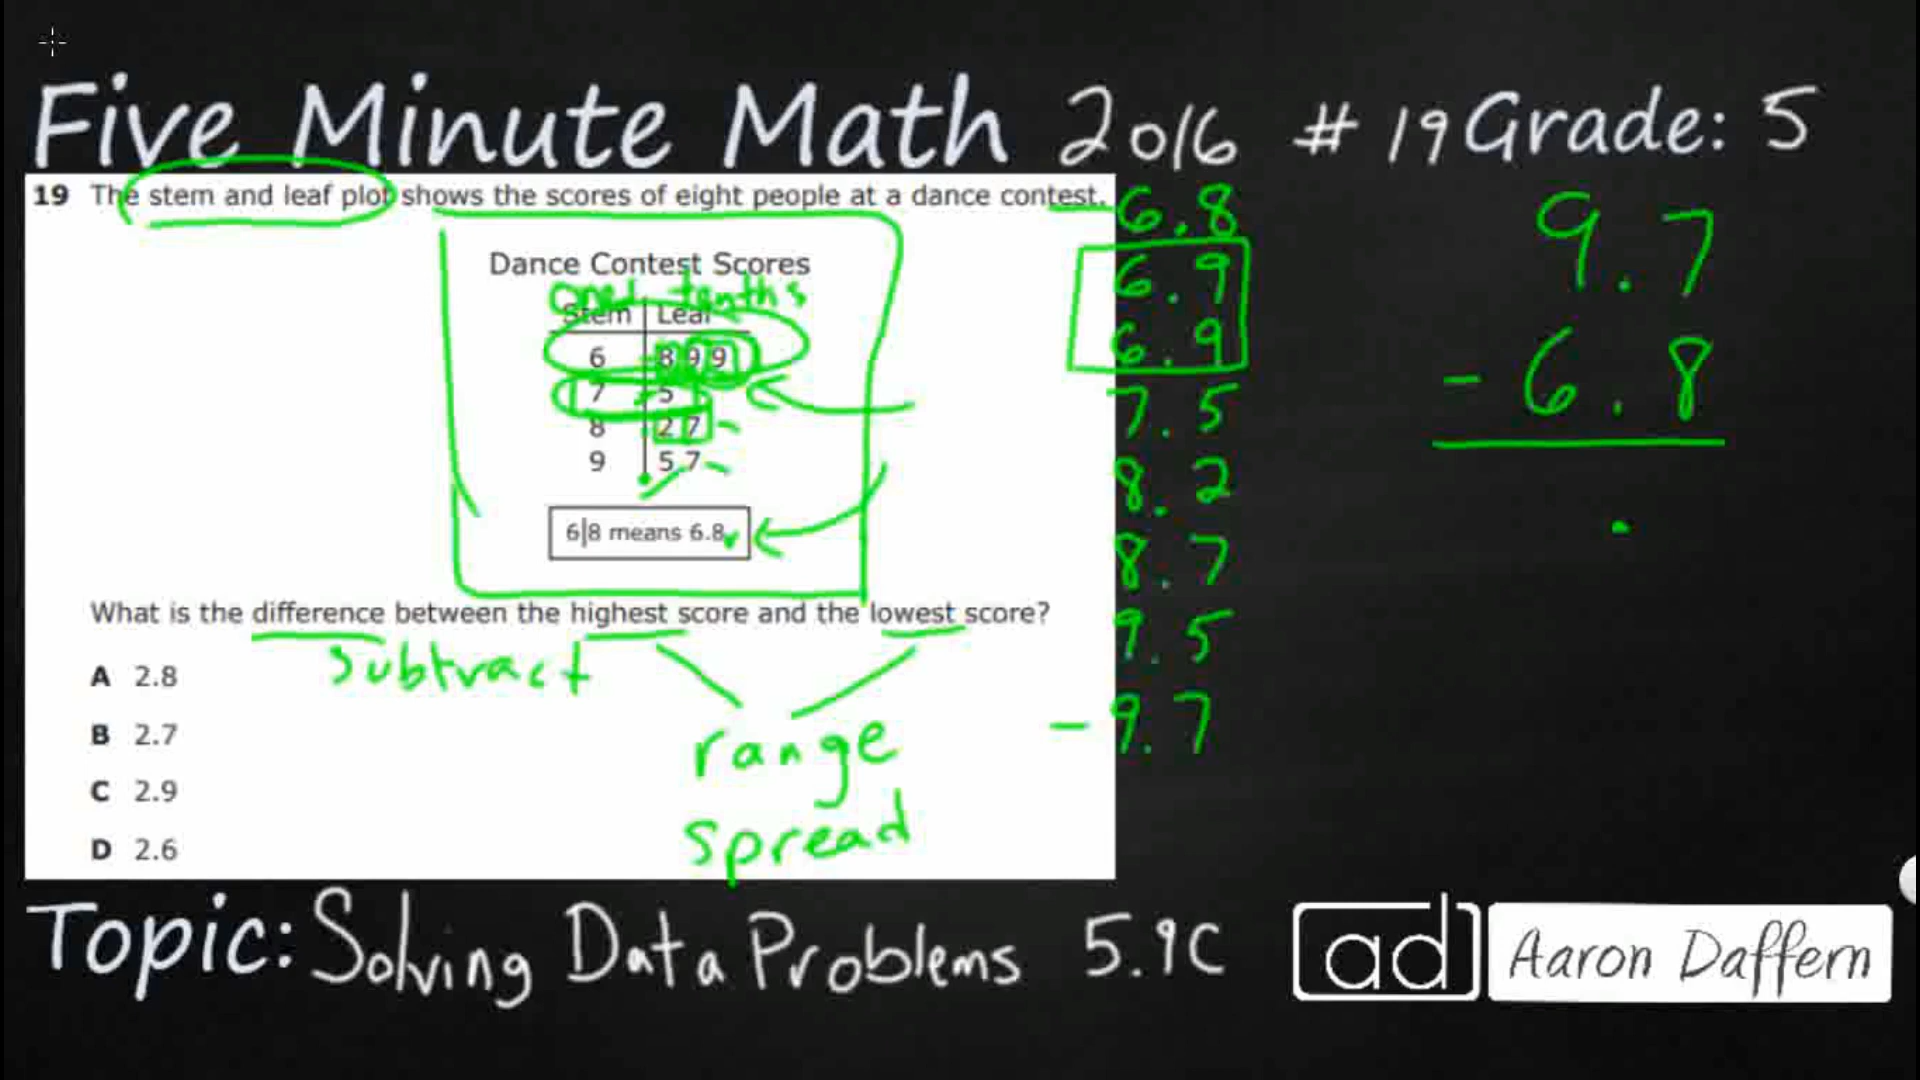 Five Minute Math 2016 # 19 Grade: 5
19 The stem and leaf plot shows the scores of eight people at a dance contest.
Dance Contest Scores
ones tenths
Stem Leaf
6 8 9 9
7 5
8 2 7
9 5 7
6|8 means 6.8
What is the difference between the highest score and the lowest score?
subtract
A 2.8
B 2.7
C 2.9
D 2.6
range
spread
6.8
6.9
6.9
7.5
8.2
8.7
9.5
9.7
9.7
- 6.8
.
Topic: Solving Data Problems 5.9C
ad Aaron Daffern